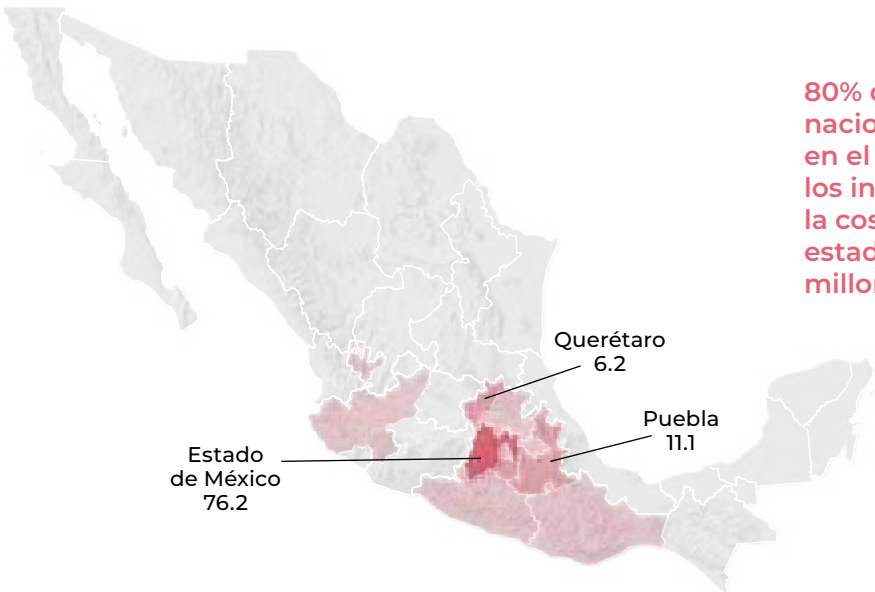 80%
nacio
en el
los in
la cos
estad
millo
Querétaro
6.2
Puebla
11.1
Estado
de México
76.2